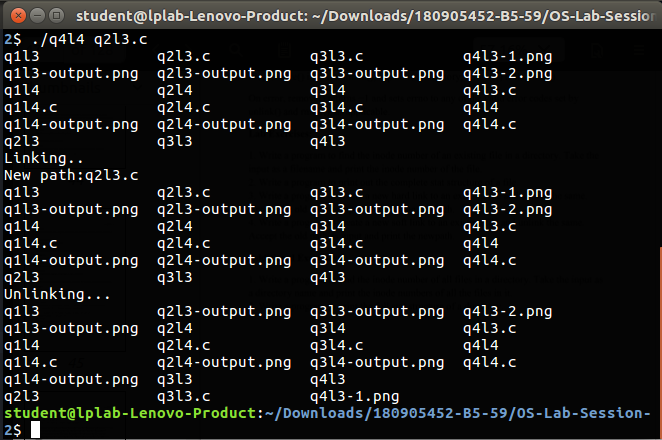 student@lplab-Lenovo-Product: ~/Downloads/180905452-B5-59/OS-Lab-Session-
2$ ./q4l4 q2l3.c
q1l3 q2l3.c q3l3.c q4l3-1.png
q1l3-output.png q2l3-output.png q3l3-output.png q4l3-2.png
q1l4 q2l4 q3l4 q4l3.c
q1l4.c q2l4.c q3l4.c q4l4
q1l4-output.png q2l4-output.png q3l4-output.png q4l4.c
q2l3 q3l3 q4l3
Linking..
New path:q2l3.c
q1l3 q2l3.c q3l3.c q4l3-1.png
q1l3-output.png q2l3-output.png q3l3-output.png q4l3-2.png
q1l4 q2l4 q3l4 q4l3.c
q1l4.c q2l4.c q3l4.c q4l4
q1l4-output.png q2l4-output.png q3l4-output.png q4l4.c
q2l3 q3l3 q4l3
Unlinking...
q1l3 q2l3-output.png q3l3-output.png q4l3-2.png
q1l3-output.png q2l4 q3l4 q4l3.c
q1l4 q2l4.c q3l4.c q4l4
q1l4.c q2l4-output.png q3l4-output.png q4l4.c
q1l4-output.png q3l3 q4l3
q2l3 q3l3.c q4l3-1.png
student@lplab-Lenovo-Product:~/Downloads/180905452-B5-59/OS-Lab-Session-
2$